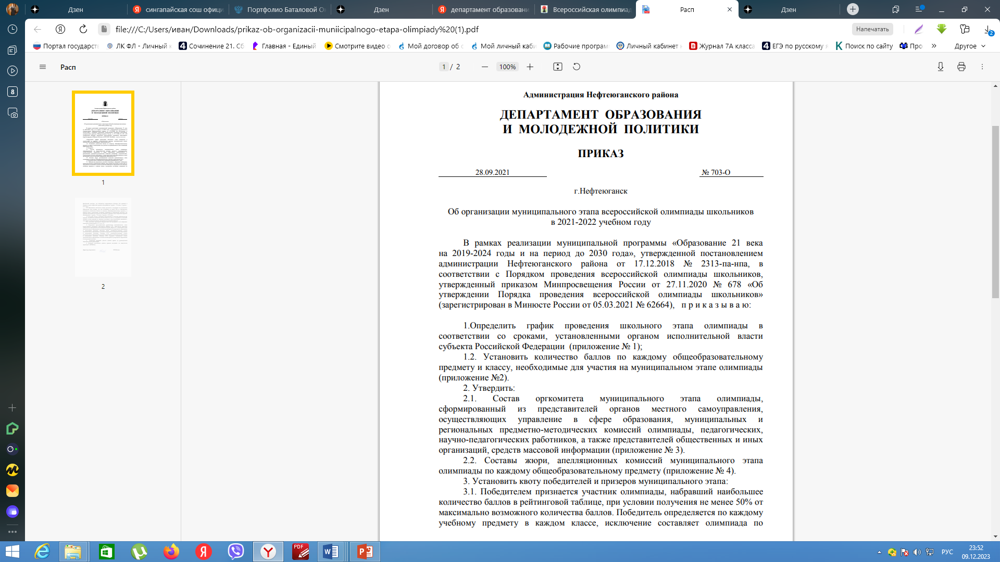 Дзен
сингапайская сош офици
Портфолио Баталовой О
Дзен
департамент образовани
Всероссийская олимпиад
Расп
Дзен
file:///C:/Users/иван/Downloads/prikaz-ob-organizacii-muniicipalnogo-etapa-olimpiady%20(1).pdf
Напечатать
2
Портал государст
ЛК ФЛ - Личный к
Сочинение 21. Сб
Главная - Единый
Смотрите видео о
Мой договор об о
Мой личный каби
Рабочие програм
Личный кабинет н
Журнал 7А класса
ЕГЭ по русскому я
Поиск по сайту
Про
Другое
Расп
1 / 2
100%
8
1
2
Администрация Нефтеюганского района
ДЕПАРТАМЕНТ ОБРАЗОВАНИЯ
И МОЛОДЕЖНОЙ ПОЛИТИКИ
ПРИКАЗ
28.09.2021
№ 703-О
г.Нефтеюганск
Об организации муниципального этапа всероссийской олимпиады школьников
в 2021-2022 учебном году
В рамках реализации муниципальной программы «Образование 21 века
на 2019-2024 годы и на период до 2030 года», утвержденной постановлением
администрации Нефтеюганского района от 17.12.2018 № 2313-па-нпа, в
соответствии с Порядком проведения всероссийской олимпиады школьников,
утвержденный приказом Минпросвещения России от 27.11.2020 № 678 «Об
утверждении Порядка проведения всероссийской олимпиады школьников»
(зарегистрирован в Минюсте России от 05.03.2021 № 62664), п р и к а з ы в а ю:
1.Определить график проведения школьного этапа олимпиады в
соответствии со сроками, установленными органом исполнительной власти
субъекта Российской Федерации (приложение № 1);
1.2. Установить количество баллов по каждому общеобразовательному
предмету и классу, необходимые для участия на муниципальном этапе олимпиады
(приложение №2).
2. Утвердить:
2.1. Состав оргкомитета муниципального этапа олимпиады,
сформированный из представителей органов местного самоуправления,
осуществляющих управление в сфере образования, муниципальных и
региональных предметно-методических комиссий олимпиады, педагогических,
научно-педагогических работников, а также представителей общественных и иных
организаций, средств массовой информации (приложение № 3).
2.2. Составы жюри, апелляционных комиссий муниципального этапа
олимпиады по каждому общеобразовательному предмету (приложение № 4).
3. Установить квоту победителей и призеров муниципального этапа:
3.1. Победителем признается участник олимпиады, набравший наибольшее
количество баллов в рейтинговой таблице, при условии получения не менее 50% от
максимально возможного количества баллов. Победитель определяется по каждому
учебному предмету в каждом классе, исключение составляет олимпиада по
PDF
РУС
23:52
09.12.2023